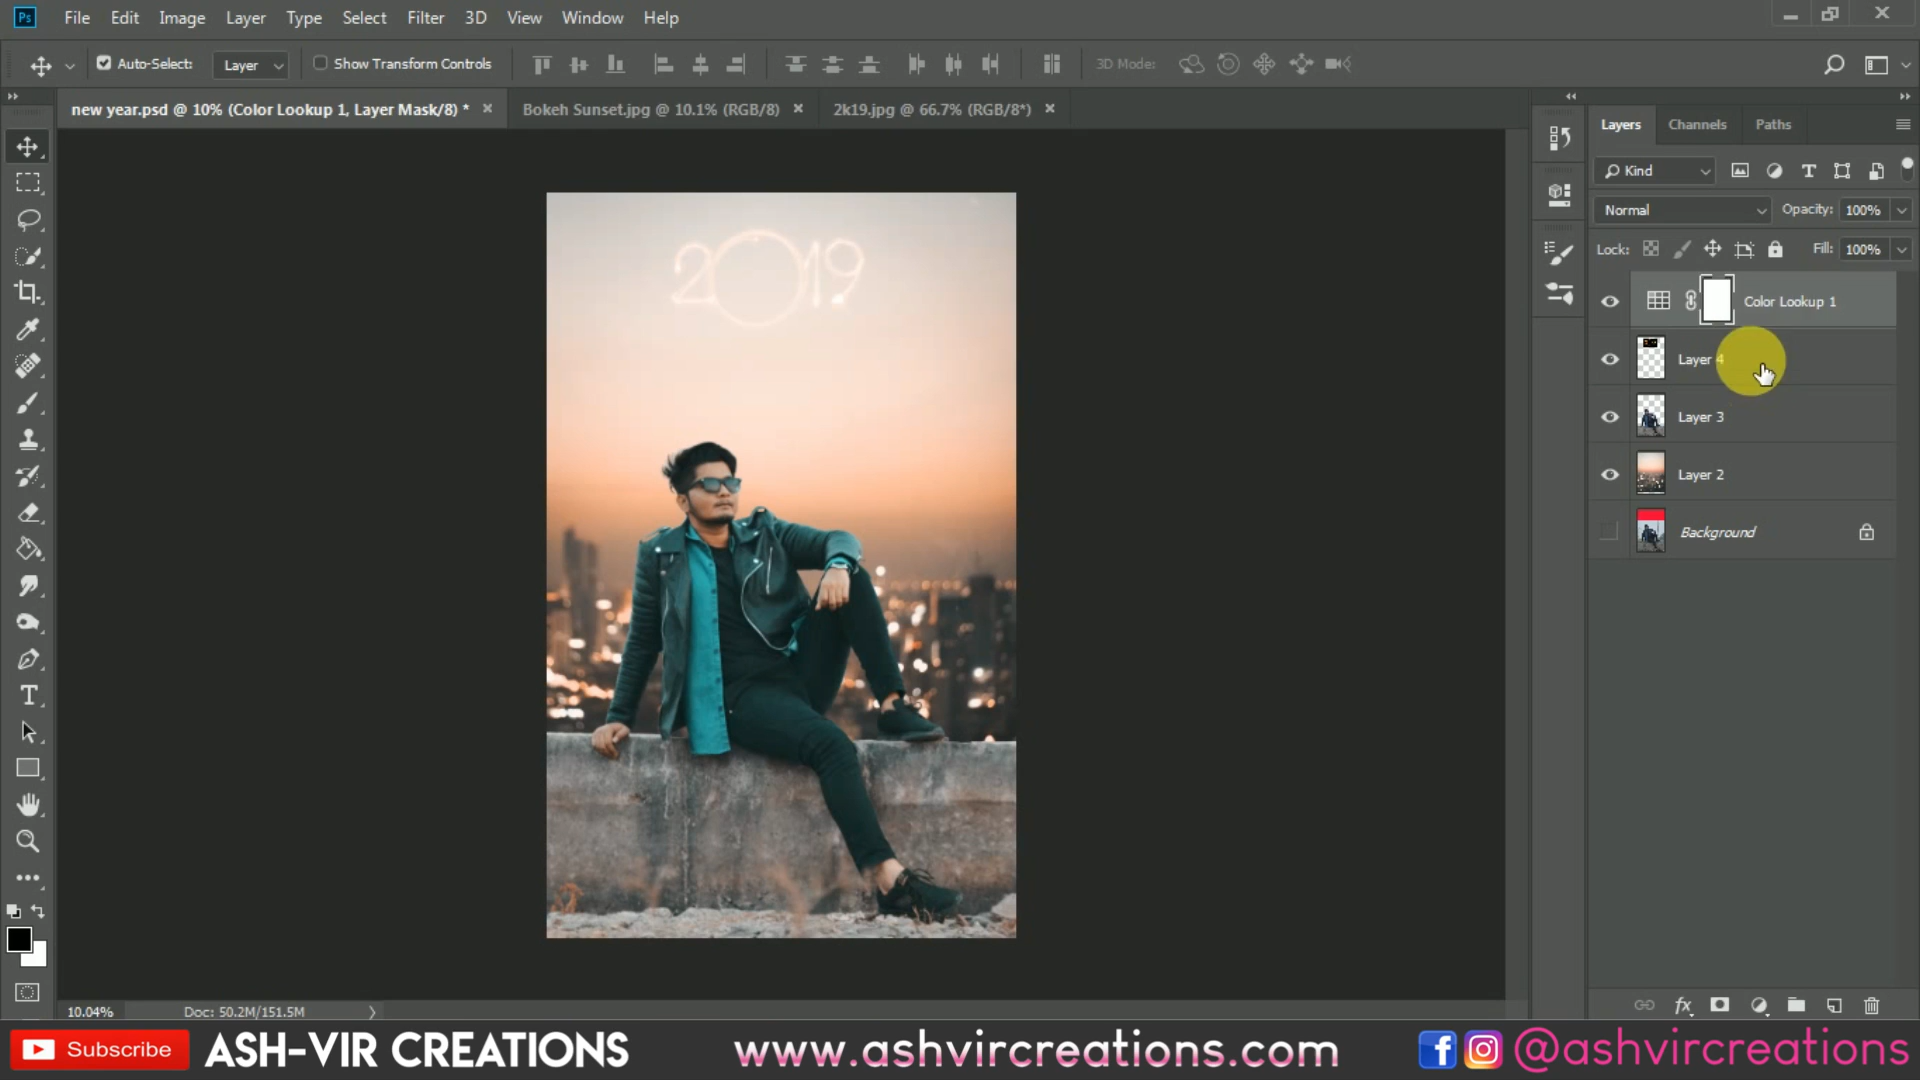 Ps File Edit Image Layer Type Select Filter 3D View Window Help
Auto-Select: Layer Show Transform Controls 3D Mode:
new year.psd @ 10% (Color Lookup 1, Layer Mask/8) * Bokeh Sunset.jpg @ 10.1% (RGB/8) 2k19.jpg @ 66.7% (RGB/8*)
Layers Channels Paths
Kind
Normal Opacity: 100%
Lock: Fill: 100%
Color Lookup 1
Layer 4
Layer 3
Layer 2
Background
2019
10.04% Doc: 50.2M/151.5M
Subscribe ASH-VIR CREATIONS www.ashvircreations.com @ashvircreations